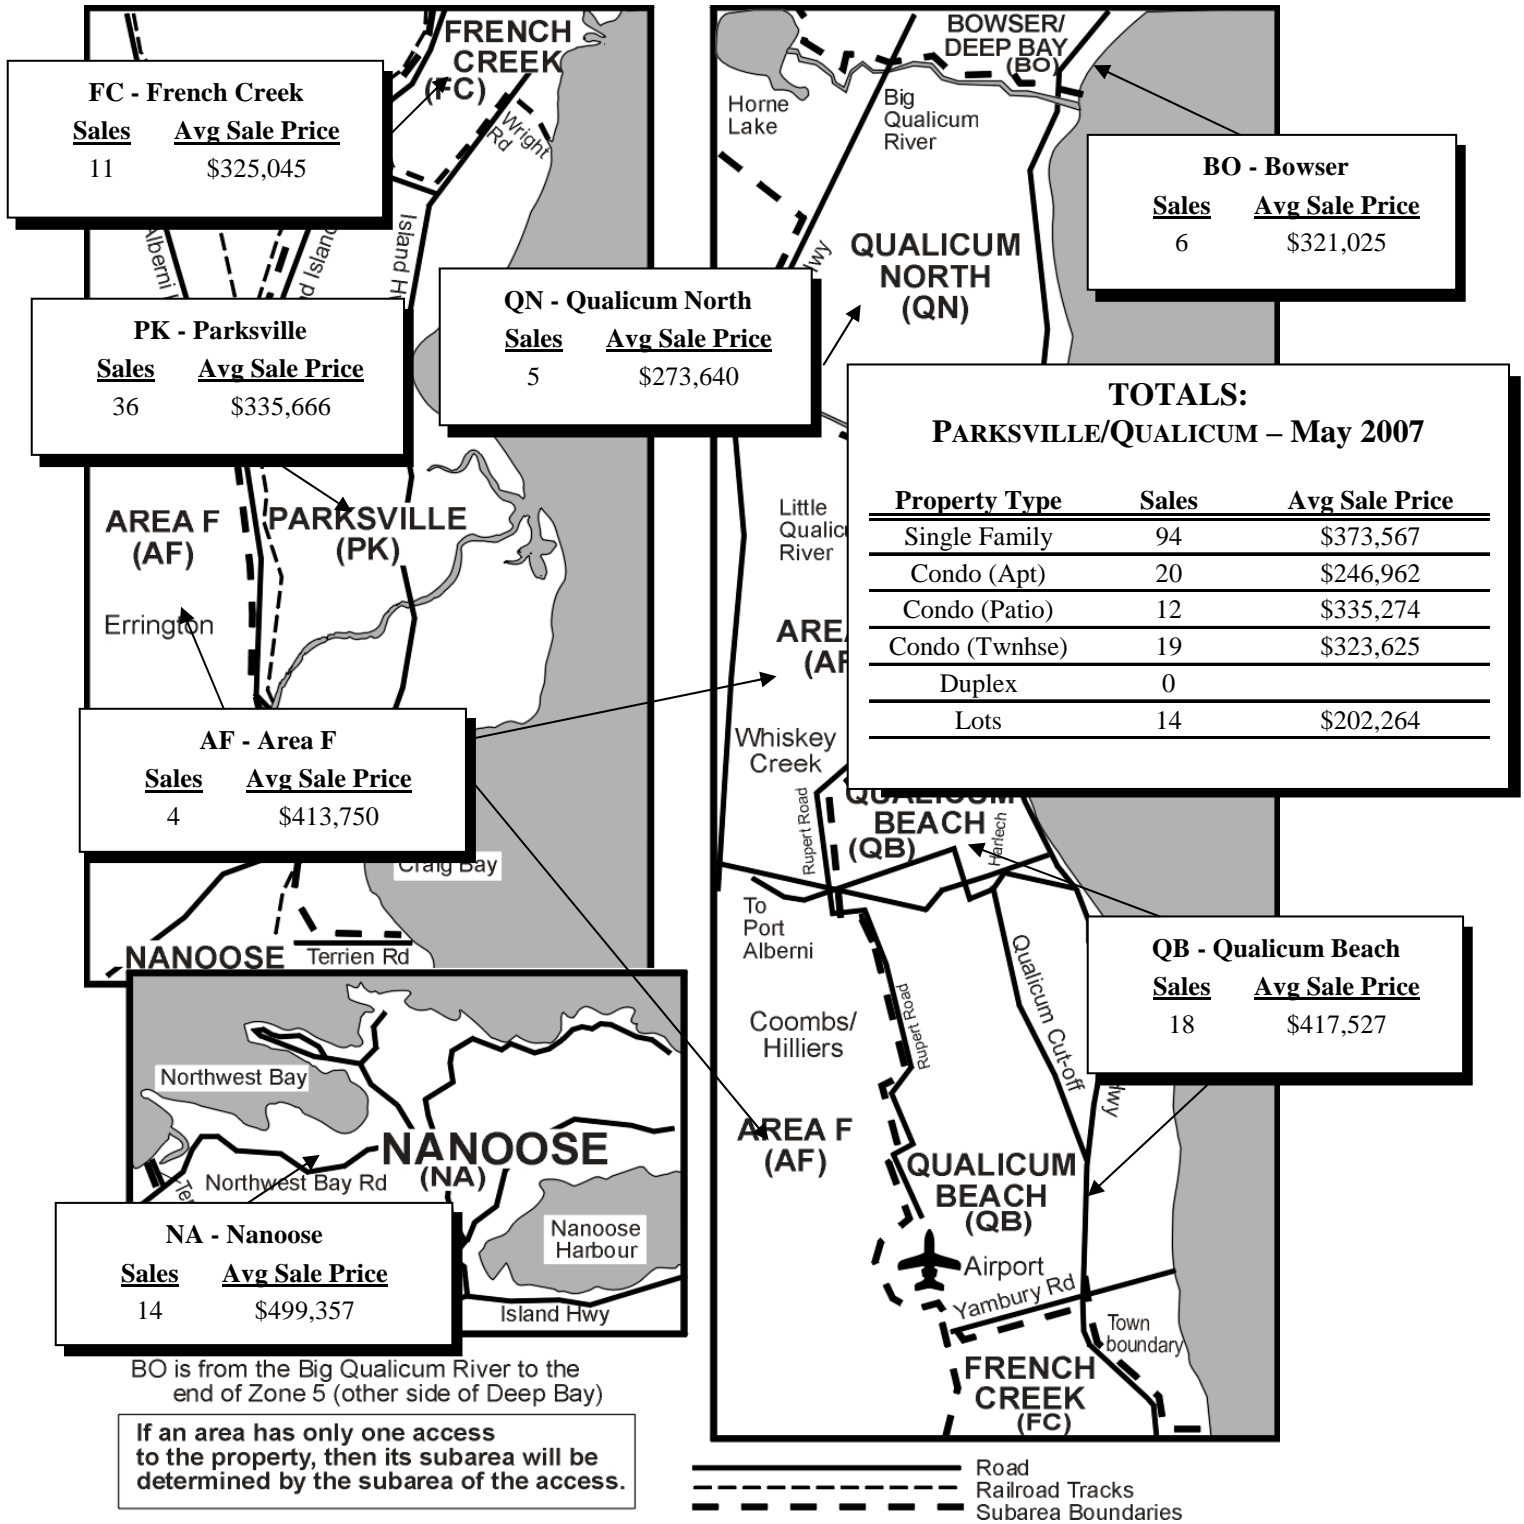 FRENCH
CREEK
(FC)
Wright
Rd
FC - French Creek
Sales Avg Sale Price
11 $325,045
Alberni
Island
PK - Parksville
Sales Avg Sale Price
36 $335,666
AREA F
(AF)
PARKSVILLE
(PK)
Errington
AF - Area F
Sales Avg Sale Price
4 $413,750
Craig Bay
NANOOSE
Terrien Rd
Northwest Bay
NANOOSE
(NA)
Northwest Bay Rd
Nanoose
Harbour
Island Hwy
NA - Nanoose
Sales Avg Sale Price
14 $499,357
BO is from the Big Qualicum River to the
end of Zone 5 (other side of Deep Bay)
If an area has only one access
to the property, then its subarea will be
determined by the subarea of the access.
BOWSER/
DEEP BAY
(BO)
Horne
Lake
Big
Qualicum
River
BO - Bowser
Sales Avg Sale Price
6 $321,025
QUALICUM
NORTH
(QN)
Hwy
QN - Qualicum North
Sales Avg Sale Price
5 $273,640
TOTALS:
PARKSVILLE/QUALICUM – May 2007
Property Type Sales Avg Sale Price
Single Family 94 $373,567
Condo (Apt) 20 $246,962
Condo (Patio) 12 $335,274
Condo (Twnhse) 19 $323,625
Duplex 0
Lots 14 $202,264
Little
River
Whiskey
Creek
Rupert Road
QUALICUM
BEACH
(QB)
Harlech
To
Port
Alberni
QB - Qualicum Beach
Sales Avg Sale Price
18 $417,527
Qualicum Cut-off
Rupert Road
Coombs/
Hilliers
AREA F
(AF)
QUALICUM
BEACH
(QB)
Airport
Yambury Rd
Town
boundary
FRENCH
CREEK
(FC)
Road
Railroad Tracks
Subarea Boundaries